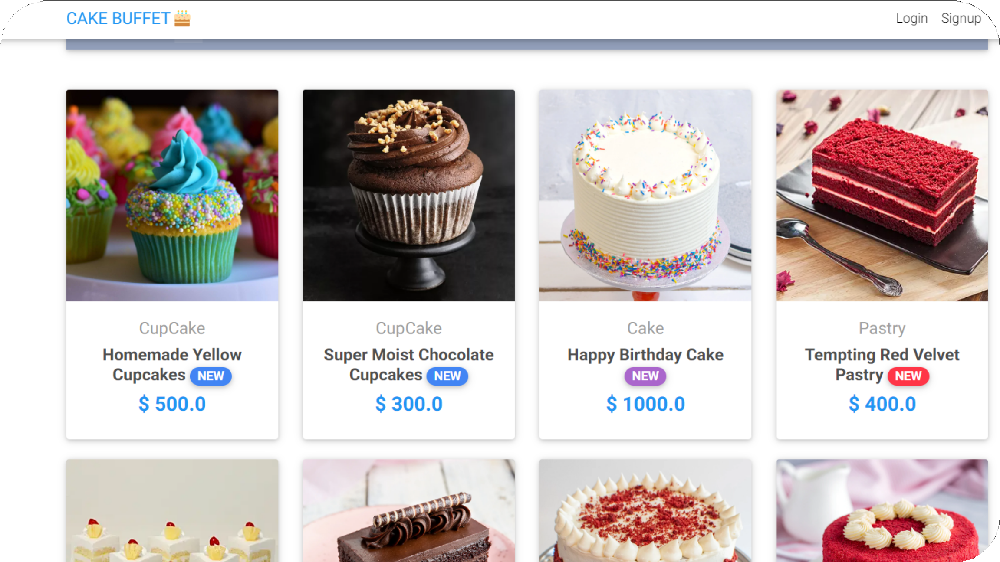 CAKE BUFFET
Login Signup
CupCake
Homemade Yellow
Cupcakes NEW
$ 500.0
CupCake
Super Moist Chocolate
Cupcakes NEW
$ 300.0
Cake
Happy Birthday Cake
NEW
$ 1000.0
Pastry
Tempting Red Velvet
Pastry NEW
$ 400.0